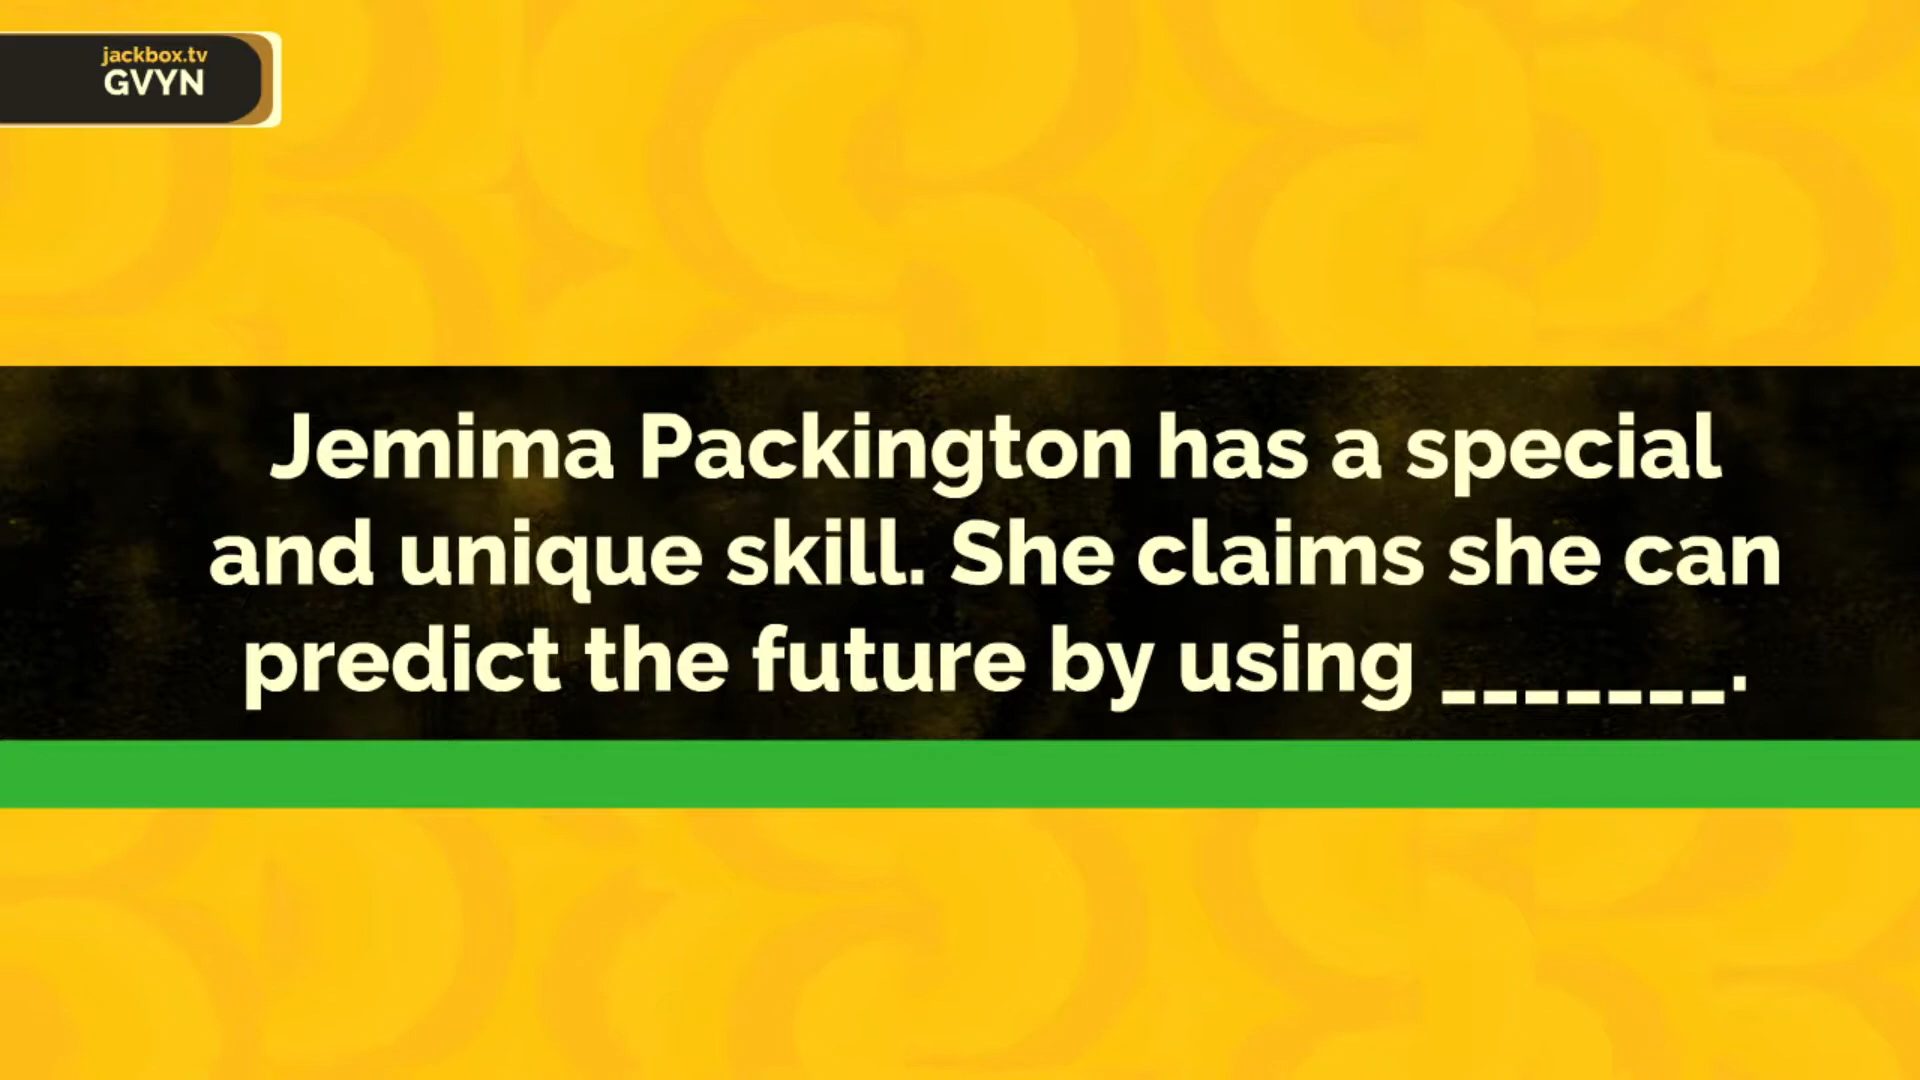 jackbox.tv
GVYN
Jemima Packington has a special
and unique skill. She claims she can
predict the future by using _______.